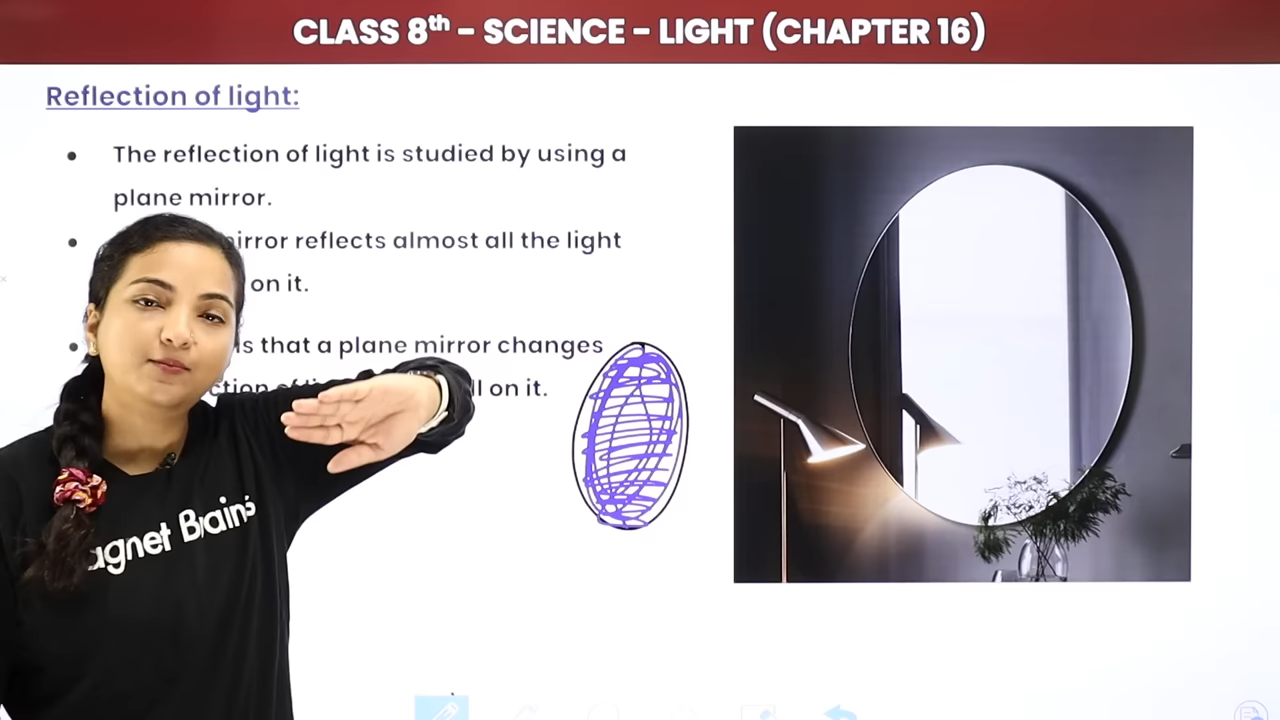 CLASS 8th - SCIENCE - LIGHT (CHAPTER 16)
Reflection of light:
• The reflection of light is studied by using a
plane mirror.
• mirror reflects almost all the light
on it.
• that a plane mirror changes
on it.
agnet Brains